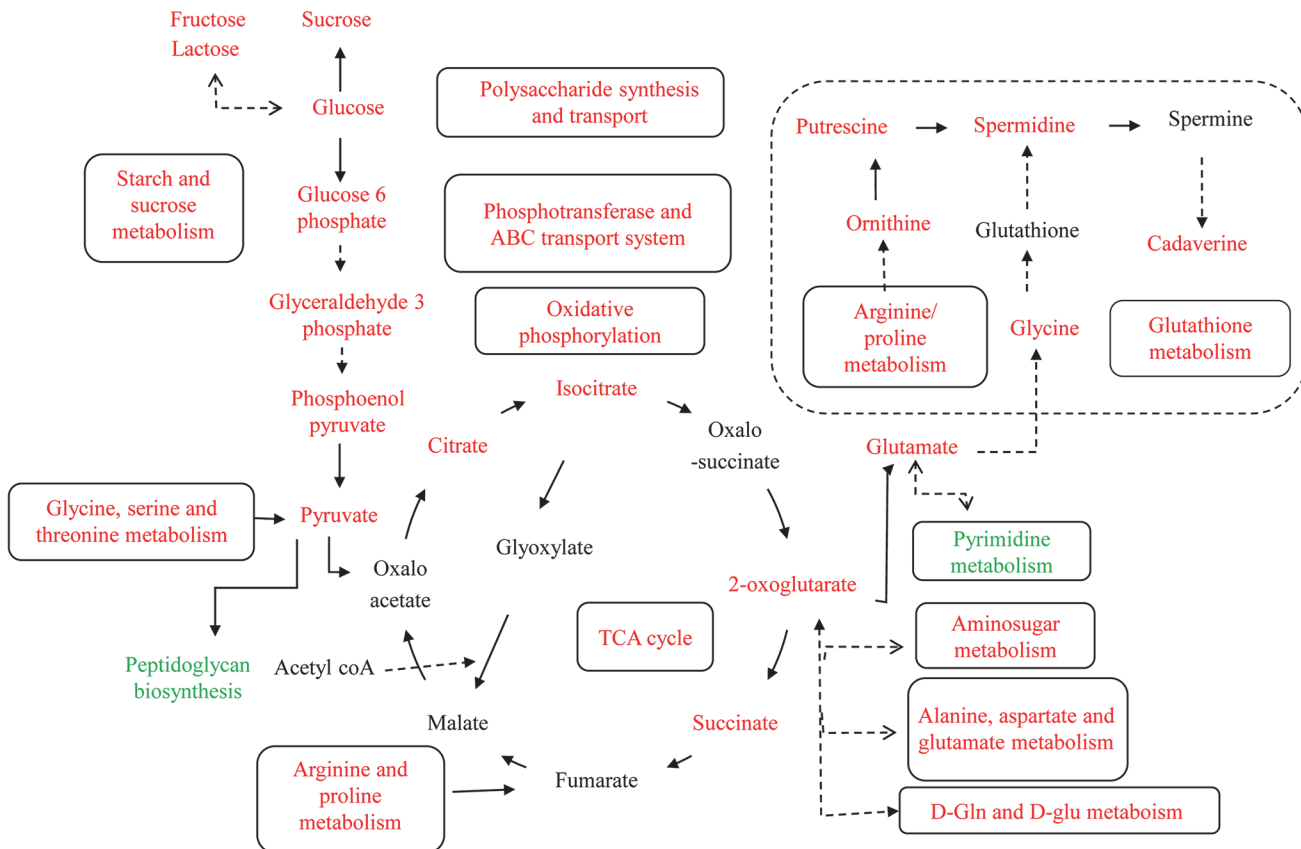 Fructose
Lactose
Sucrose
Glucose
Polysaccharide synthesis
and transport
Starch and
sucrose
metabolism
Glucose 6
phosphate
Phosphotransferase and
ABC transport system
Glyceraldehyde 3
phosphate
Oxidative
phosphorylation
Phosphoenol
pyruvate
Putrescine
Spermidine
Spermine
Ornithine
Glutathione
Cadaverine
Arginine/
proline
metabolism
Glycine
Glutathione
metabolism
Isocitrate
Citrate
Oxalo
-succinate
Glutamate
Glycine, serine and
threonine metabolism
Pyruvate
Oxalo
acetate
Glyoxylate
2-oxoglutarate
Pyrimidine
metabolism
Peptidoglycan
biosynthesis
Acetyl coA
TCA cycle
Aminosugar
metabolism
Malate
Succinate
Alanine, aspartate and
glutamate metabolism
Arginine and
proline
metabolism
Fumarate
D-Gln and D-glu metaboism